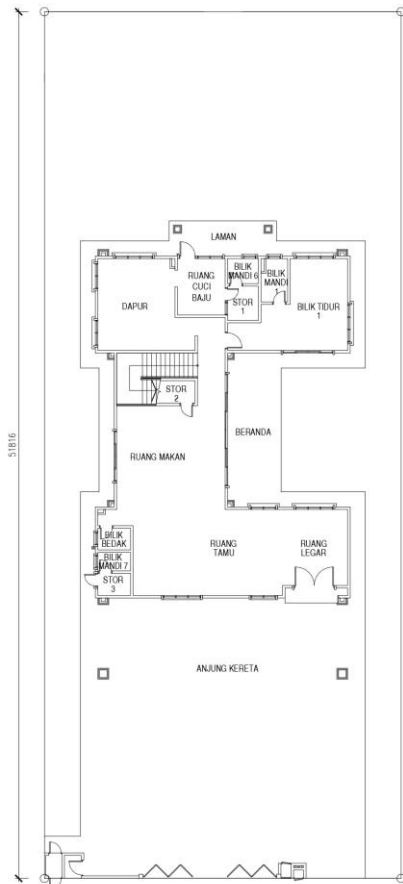 LAMAN
RUANG
CUCI
BAJU
BILIK
MANDI 6
BILIK
MANDI
1
STOR
1
DAPUR
BILIK TIDUR
1
STOR
2
RUANG MAKAN
BERANDA
51816
BILIK
BEDAK
BILIK
MANDI 7
STOR
3
RUANG
TAMU
RUANG
LEGAR
ANJUNG KERETA